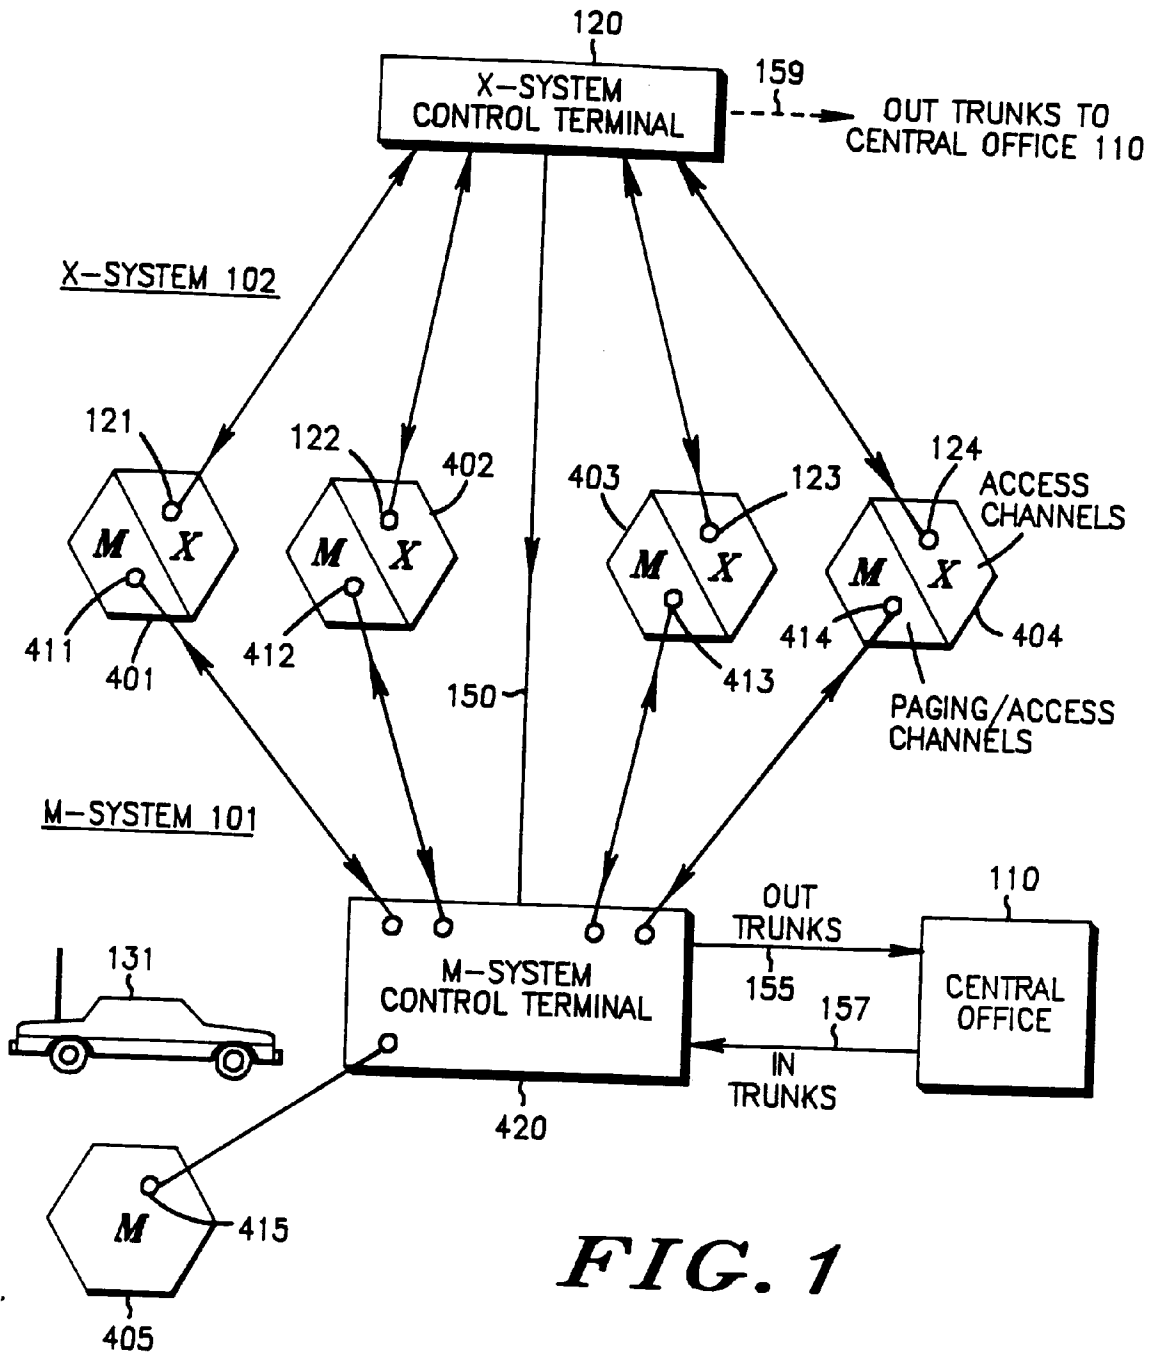 120
X-SYSTEM
CONTROL TERMINAL
159
OUT TRUNKS TO
CENTRAL OFFICE 110
X-SYSTEM 102
121
122
402
403
123
124
ACCESS
CHANNELS
M
X
M
X
M
X
M
X
411
401
412
413
414
404
150
PAGING/ACCESS
CHANNELS
M-SYSTEM 101
OUT
TRUNKS
110
131
M-SYSTEM
CONTROL TERMINAL
155
157
CENTRAL
OFFICE
IN
TRUNKS
420
M
415
405
FIG. 1